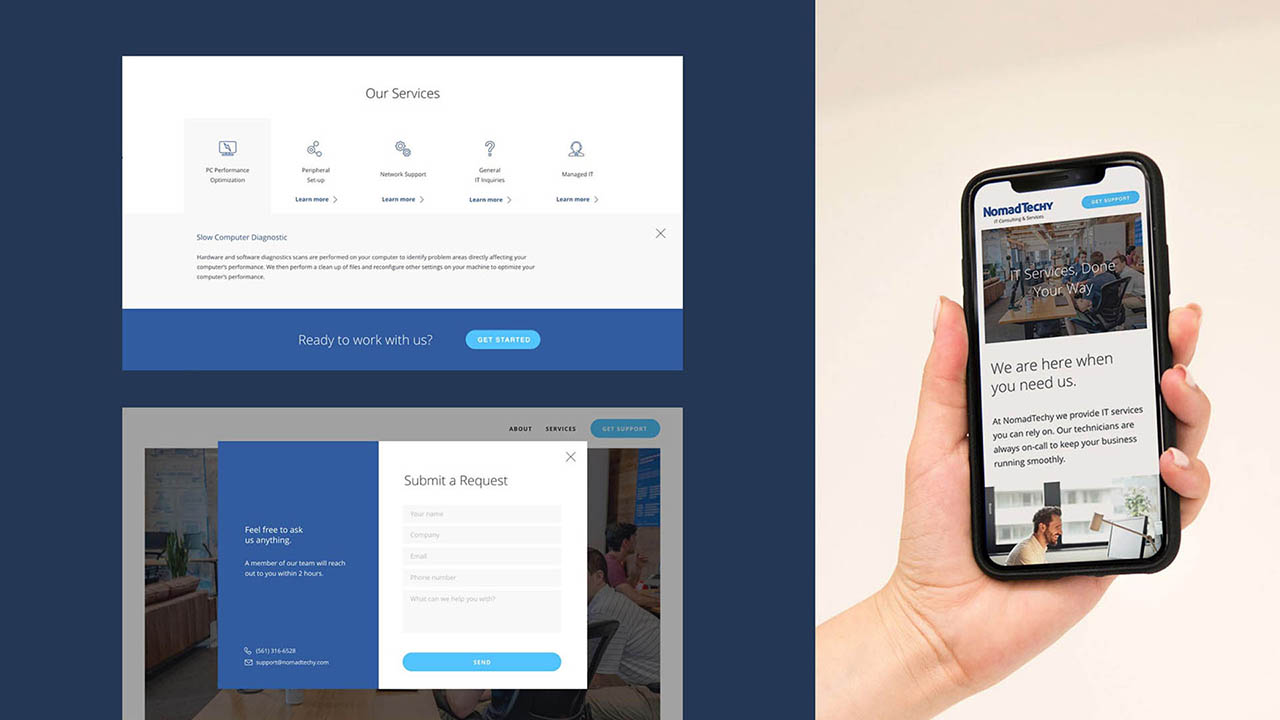 Our Services
PC Performance
Optimization
Peripheral
Set-up
Learn more
Network Support
Learn more
General
IT Inquiries
Learn more
Managed IT
Learn more
Slow Computer Diagnostic
Hardware and software diagnostics scans are performed on your computer to identify problem areas directly affecting your
computer's performance. We then perform a clean up of files and reconfigure other settings on your machine to optimize your
computer's performance.
Ready to work with us?
GET STARTED
ABOUT
SERVICES
GET SUPPORT
Feel free to ask
us anything.
A member of our team will reach
out to you within 2 hours.
(561) 316-6528
support@nomadtechy.com
Submit a Request
Your name
Company
Email
Phone number
What can we help you with?
SEND
NomadTechy
IT Consulting & Services
GET SUPPORT
IT Services, Done
Your Way
We are here when
you need us.
At NomadTechy we provide IT services
you can rely on. Our technicians are
always on-call to keep your business
running smoothly.